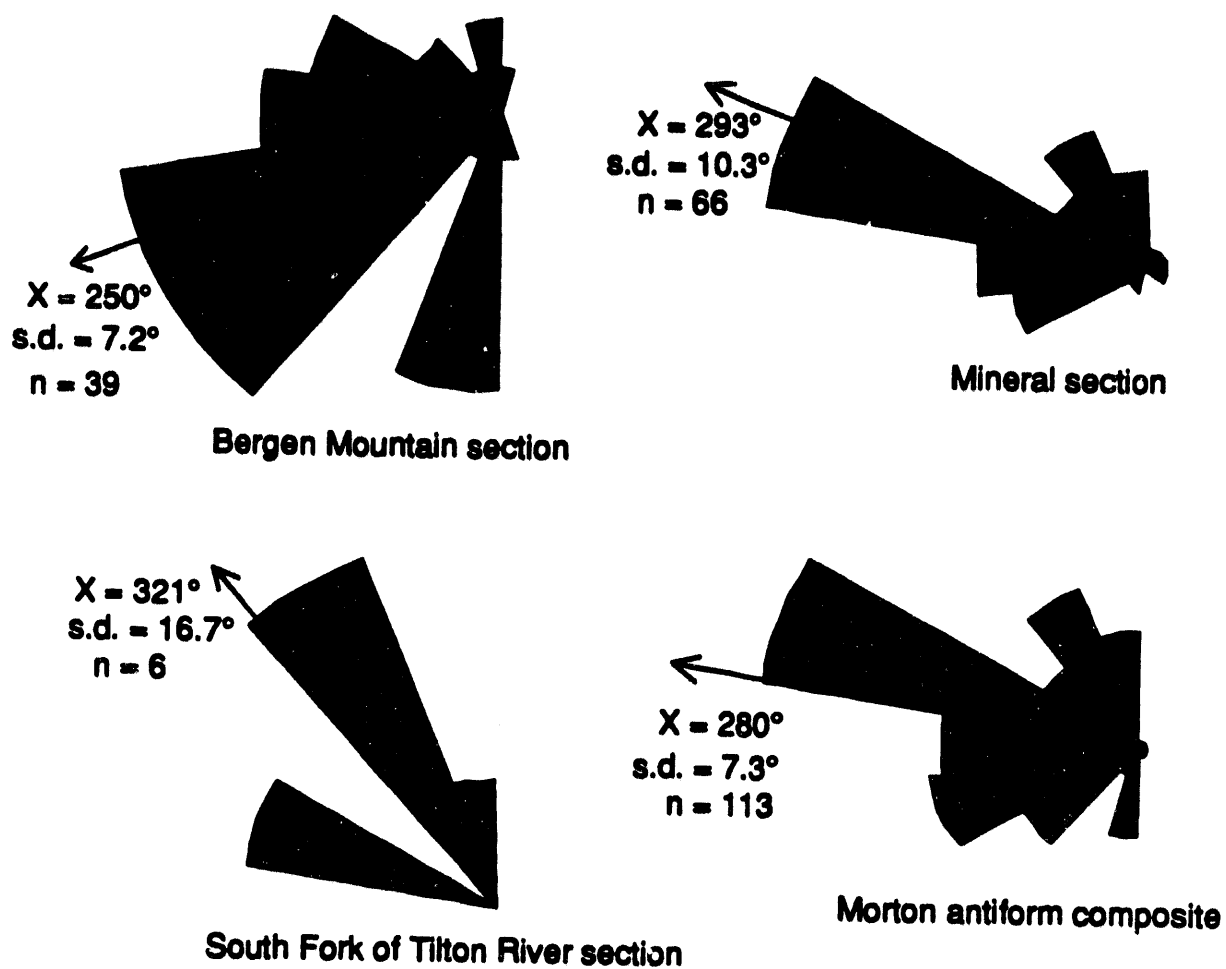 X = 250°
s.d. = 7.2°
n = 39
Bergen Mountain section
X = 293°
s.d. = 10.3°
n = 66
Mineral section
X = 321°
s.d. = 16.7°
n = 6
South Fork of Tilton River section
X = 280°
s.d. = 7.3°
n = 113
Morton antiform composite